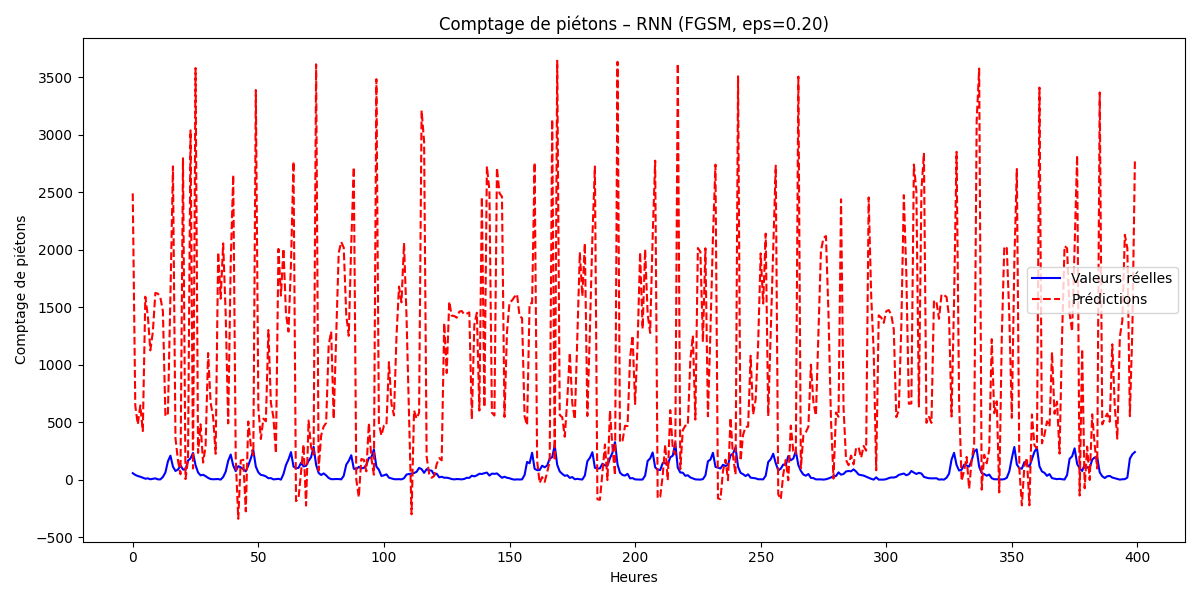 Comptage de piétons – RNN (FGSM, eps=0.20)
3500
3000
2500
2000
1500
1000
500
0
−500
Comptage de piétons
Valeurs réelles
Prédictions
0 50 100 150 200 250 300 350 400
Heures